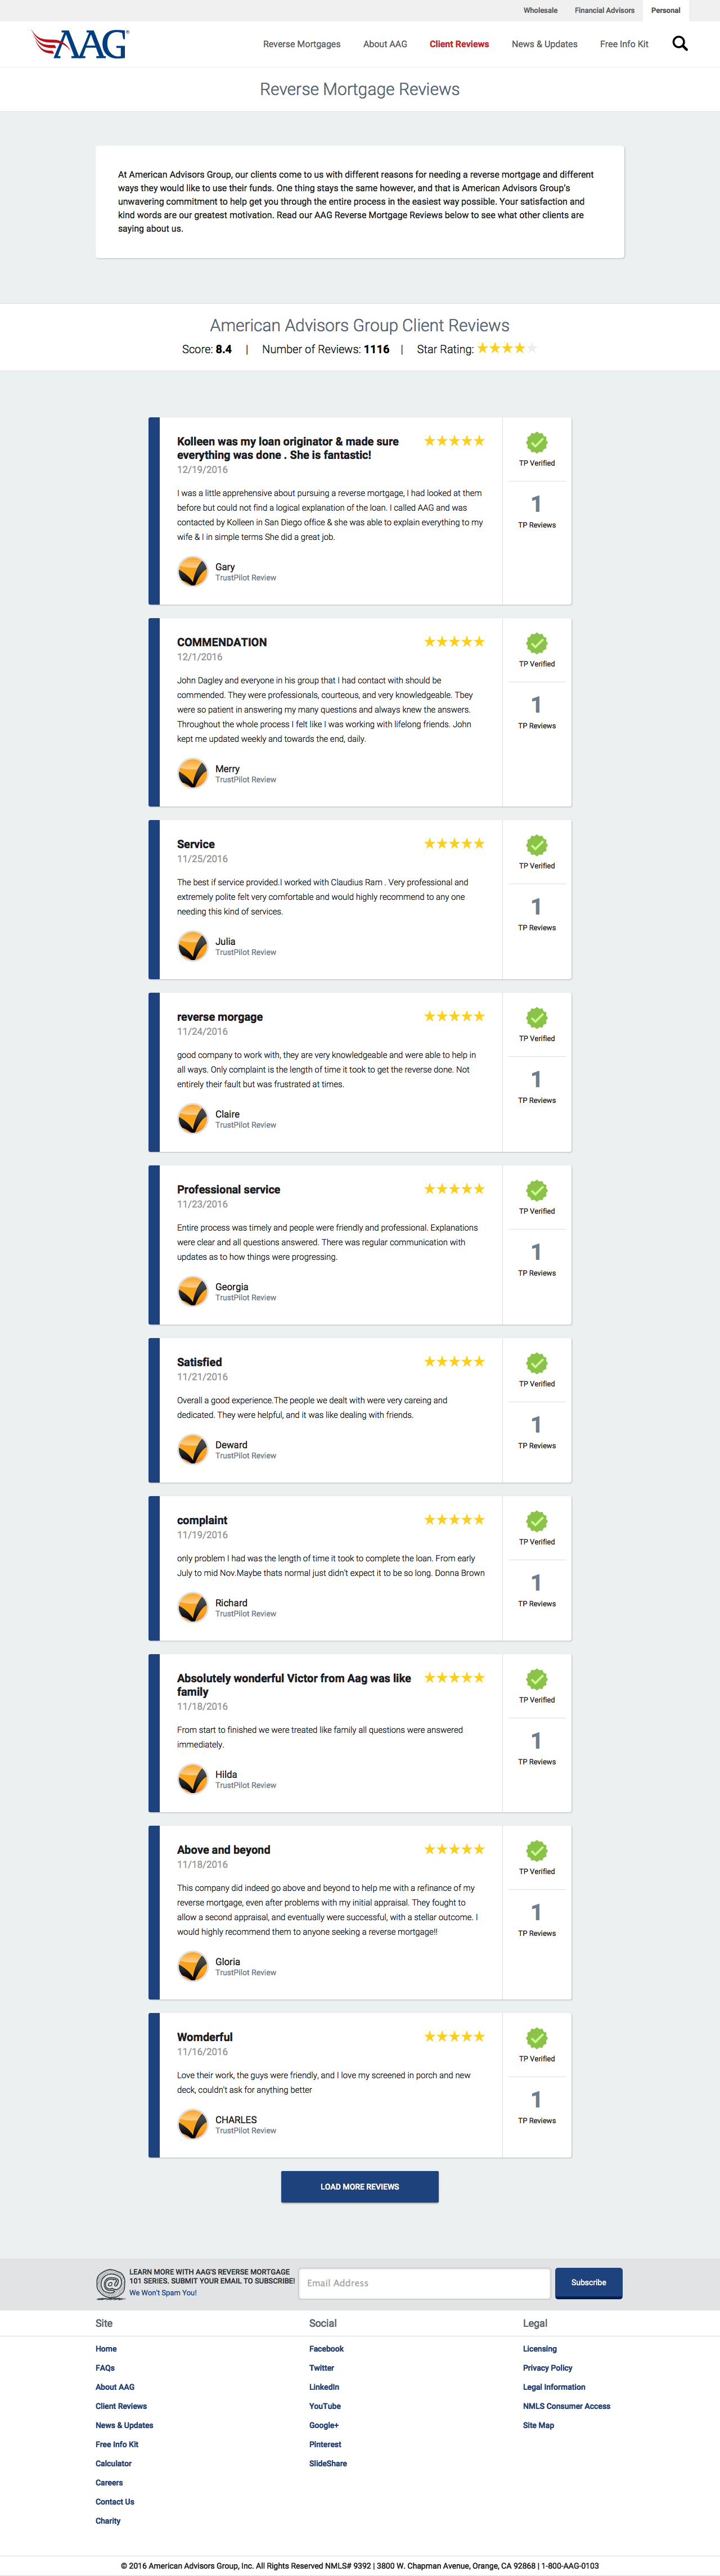 Wholesale Financial Advisors Personal
AAG
Reverse Mortgages About AAG Client Reviews News & Updates Free Info Kit
Reverse Mortgage Reviews
At American Advisors Group, our clients come to us with different reasons for needing a reverse mortgage and different
ways they would like to use their funds. One thing stays the same however, and that is American Advisors Group's
unwavering commitment to help get you through the entire process in the easiest way possible. Your satisfaction and
kind words are our greatest motivation. Read our AAG Reverse Mortgage Reviews below to see what other clients are
saying about us.
American Advisors Group Client Reviews
Score: 8.4 | Number of Reviews: 1116 | Star Rating:
Kolleen was my loan originator & made sure
everything was done . She is fantastic!
12/19/2016
I was a little apprehensive about pursuing a reverse mortgage, I had looked at them
before but could not find a logical explanation of the loan. I called AAG and was
contacted by Kolleen in San Diego office & she was able to explain everything to my
wife & I in simple terms She did a great job.
Gary
TrustPilot Review
TP Verified
1
TP Reviews
COMMENDATION
12/1/2016
John Dagley and everyone in his group that I had contact with should be
commended. They were professionals, courteous, and very knowledgeable. Tbey
were so patient in answering my many questions and always knew the answers.
Throughout the whole process I felt like I was working with lifelong friends. John
kept me updated weekly and towards the end, daily.
Merry
TrustPilot Review
TP Verified
1
TP Reviews
Service
11/25/2016
The best if service provided.I worked with Claudius Ram . Very professional and
extremely polite felt very comfortable and would highly recommend to any one
needing this kind of services.
Julia
TrustPilot Review
TP Verified
1
TP Reviews
reverse morgage
11/24/2016
good company to work with, they are very knowledgeable and were able to help in
all ways. Only complaint is the length of time it took to get the reverse done. Not
entirely their fault but was frustrated at times.
Claire
TrustPilot Review
TP Verified
1
TP Reviews
Professional service
11/23/2016
Entire process was timely and people were friendly and professional. Explanations
were clear and all questions answered. There was regular communication with
updates as to how things were progressing.
Georgia
TrustPilot Review
TP Verified
1
TP Reviews
Satisfied
11/21/2016
Overall a good experience.The people we dealt with were very careing and
dedicated. They were helpful, and it was like dealing with friends.
Deward
TrustPilot Review
TP Verified
1
TP Reviews
complaint
11/19/2016
only problem I had was the length of time it took to complete the loan. From early
July to mid Nov.Maybe thats normal just didn't expect it to be so long. Donna Brown
Richard
TrustPilot Review
TP Verified
1
TP Reviews
Absolutely wonderful Victor from Aag was like
family
11/18/2016
From start to finished we were treated like family all questions were answered
immediately.
Hilda
TrustPilot Review
TP Verified
1
TP Reviews
Above and beyond
11/18/2016
This company did indeed go above and beyond to help me with a refinance of my
reverse mortgage, even after problems with my initial appraisal. They fought to
allow a second appraisal, and eventually were successful, with a stellar outcome. I
would highly recommend them to anyone seeking a reverse mortgage!!
Gloria
TrustPilot Review
TP Verified
1
TP Reviews
Womderful
11/16/2016
Love their work, the guys were friendly, and I love my screened in porch and new
deck, couldn't ask for anything better
CHARLES
TrustPilot Review
TP Verified
1
TP Reviews
LOAD MORE REVIEWS
LEARN MORE WITH AAG'S REVERSE MORTGAGE
101 SERIES. SUBMIT YOUR EMAIL TO SUBSCRIBE!
We Won't Spam You!
Email Address
Subscribe
Site
Home
FAQs
About AAG
Client Reviews
News & Updates
Free Info Kit
Calculator
Careers
Contact Us
Charity
Social
Facebook
Twitter
LinkedIn
YouTube
Google+
Pinterest
SlideShare
Legal
Licensing
Privacy Policy
Legal Information
NMLS Consumer Access
Site Map
© 2016 American Advisors Group, Inc. All Rights Reserved NMLS# 9392 | 3800 W. Chapman Avenue, Orange, CA 92868 | 1-800-AAG-0103